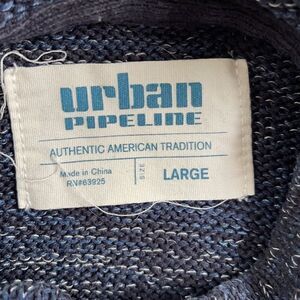 urban
PIPELINE
AUTHENTIC AMERICAN TRADITION
Made in China
RN#63925
SIZE
LARGE